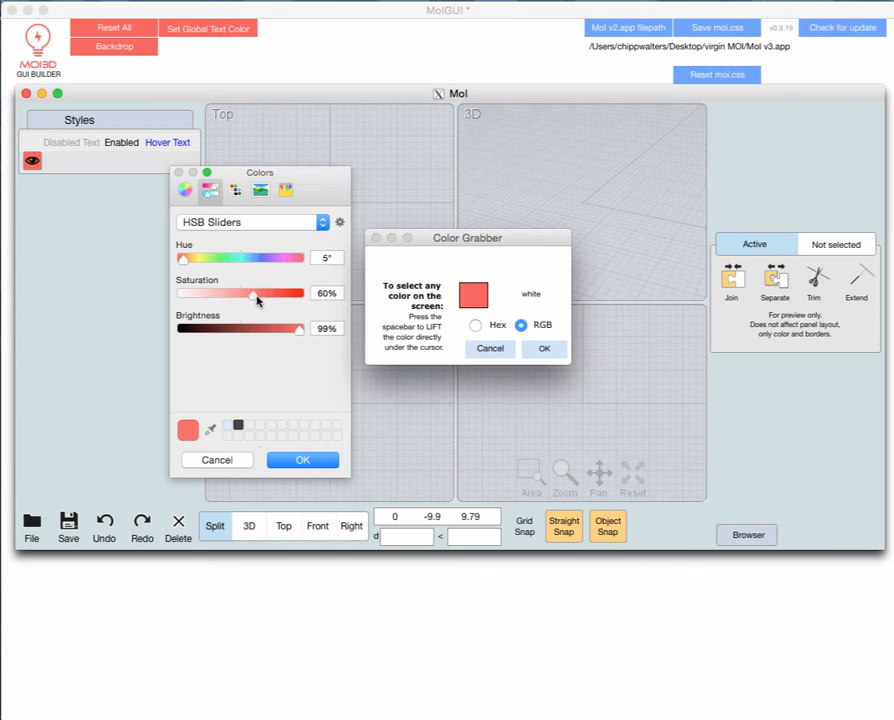 MoIGUI *
Reset All
Set Global Text Color
Backdrop
MOI3D
GUI BUILDER
MoI v2.app filepath
Save moi.css
v0.9.19
Check for update
/Users/chippwalters/Desktop/virgin MOI/MoI v3.app
Reset moi.css
X MoI
Styles
Disabled Text Enabled Hover Text
Top
3D
Colors
HSB Sliders
Hue
5°
Saturation
60%
Brightness
99%
Cancel
OK
Color Grabber
To select any
color on the
screen:
Press the
spacebar to LIFT
the color directly
under the cursor.
white
Hex
RGB
Cancel
OK
Active
Not selected
Join
Separate
Trim
Extend
For preview only.
Does not affect panel layout,
only color and borders.
Area
Zoom
Pan
Reset
File
Save
Undo
Redo
Delete
Split
3D
Top
Front
Right
0 -9.9 9.79
d
<
Grid
Snap
Straight
Snap
Object
Snap
Browser